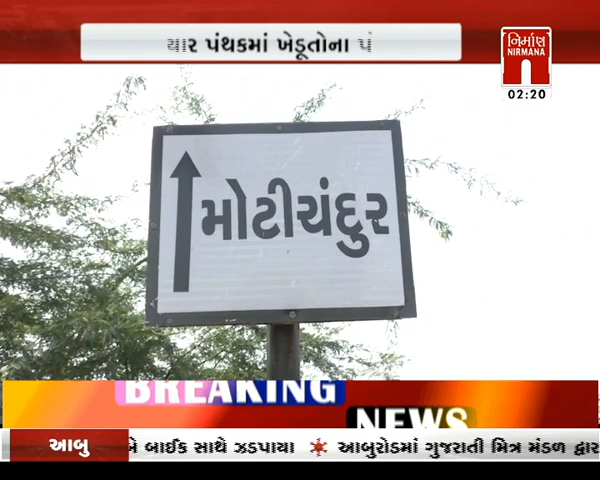 પંથકમાં ખેડૂતોના
નિર્માણ
NIRMANA
02:20
મોટીચંદુર
BREAKING
NEWS
આબુ
બાઈક સાથે ઝડપાયા આબુરોડમાં ગુજરાતી મિત્ર મંડળ